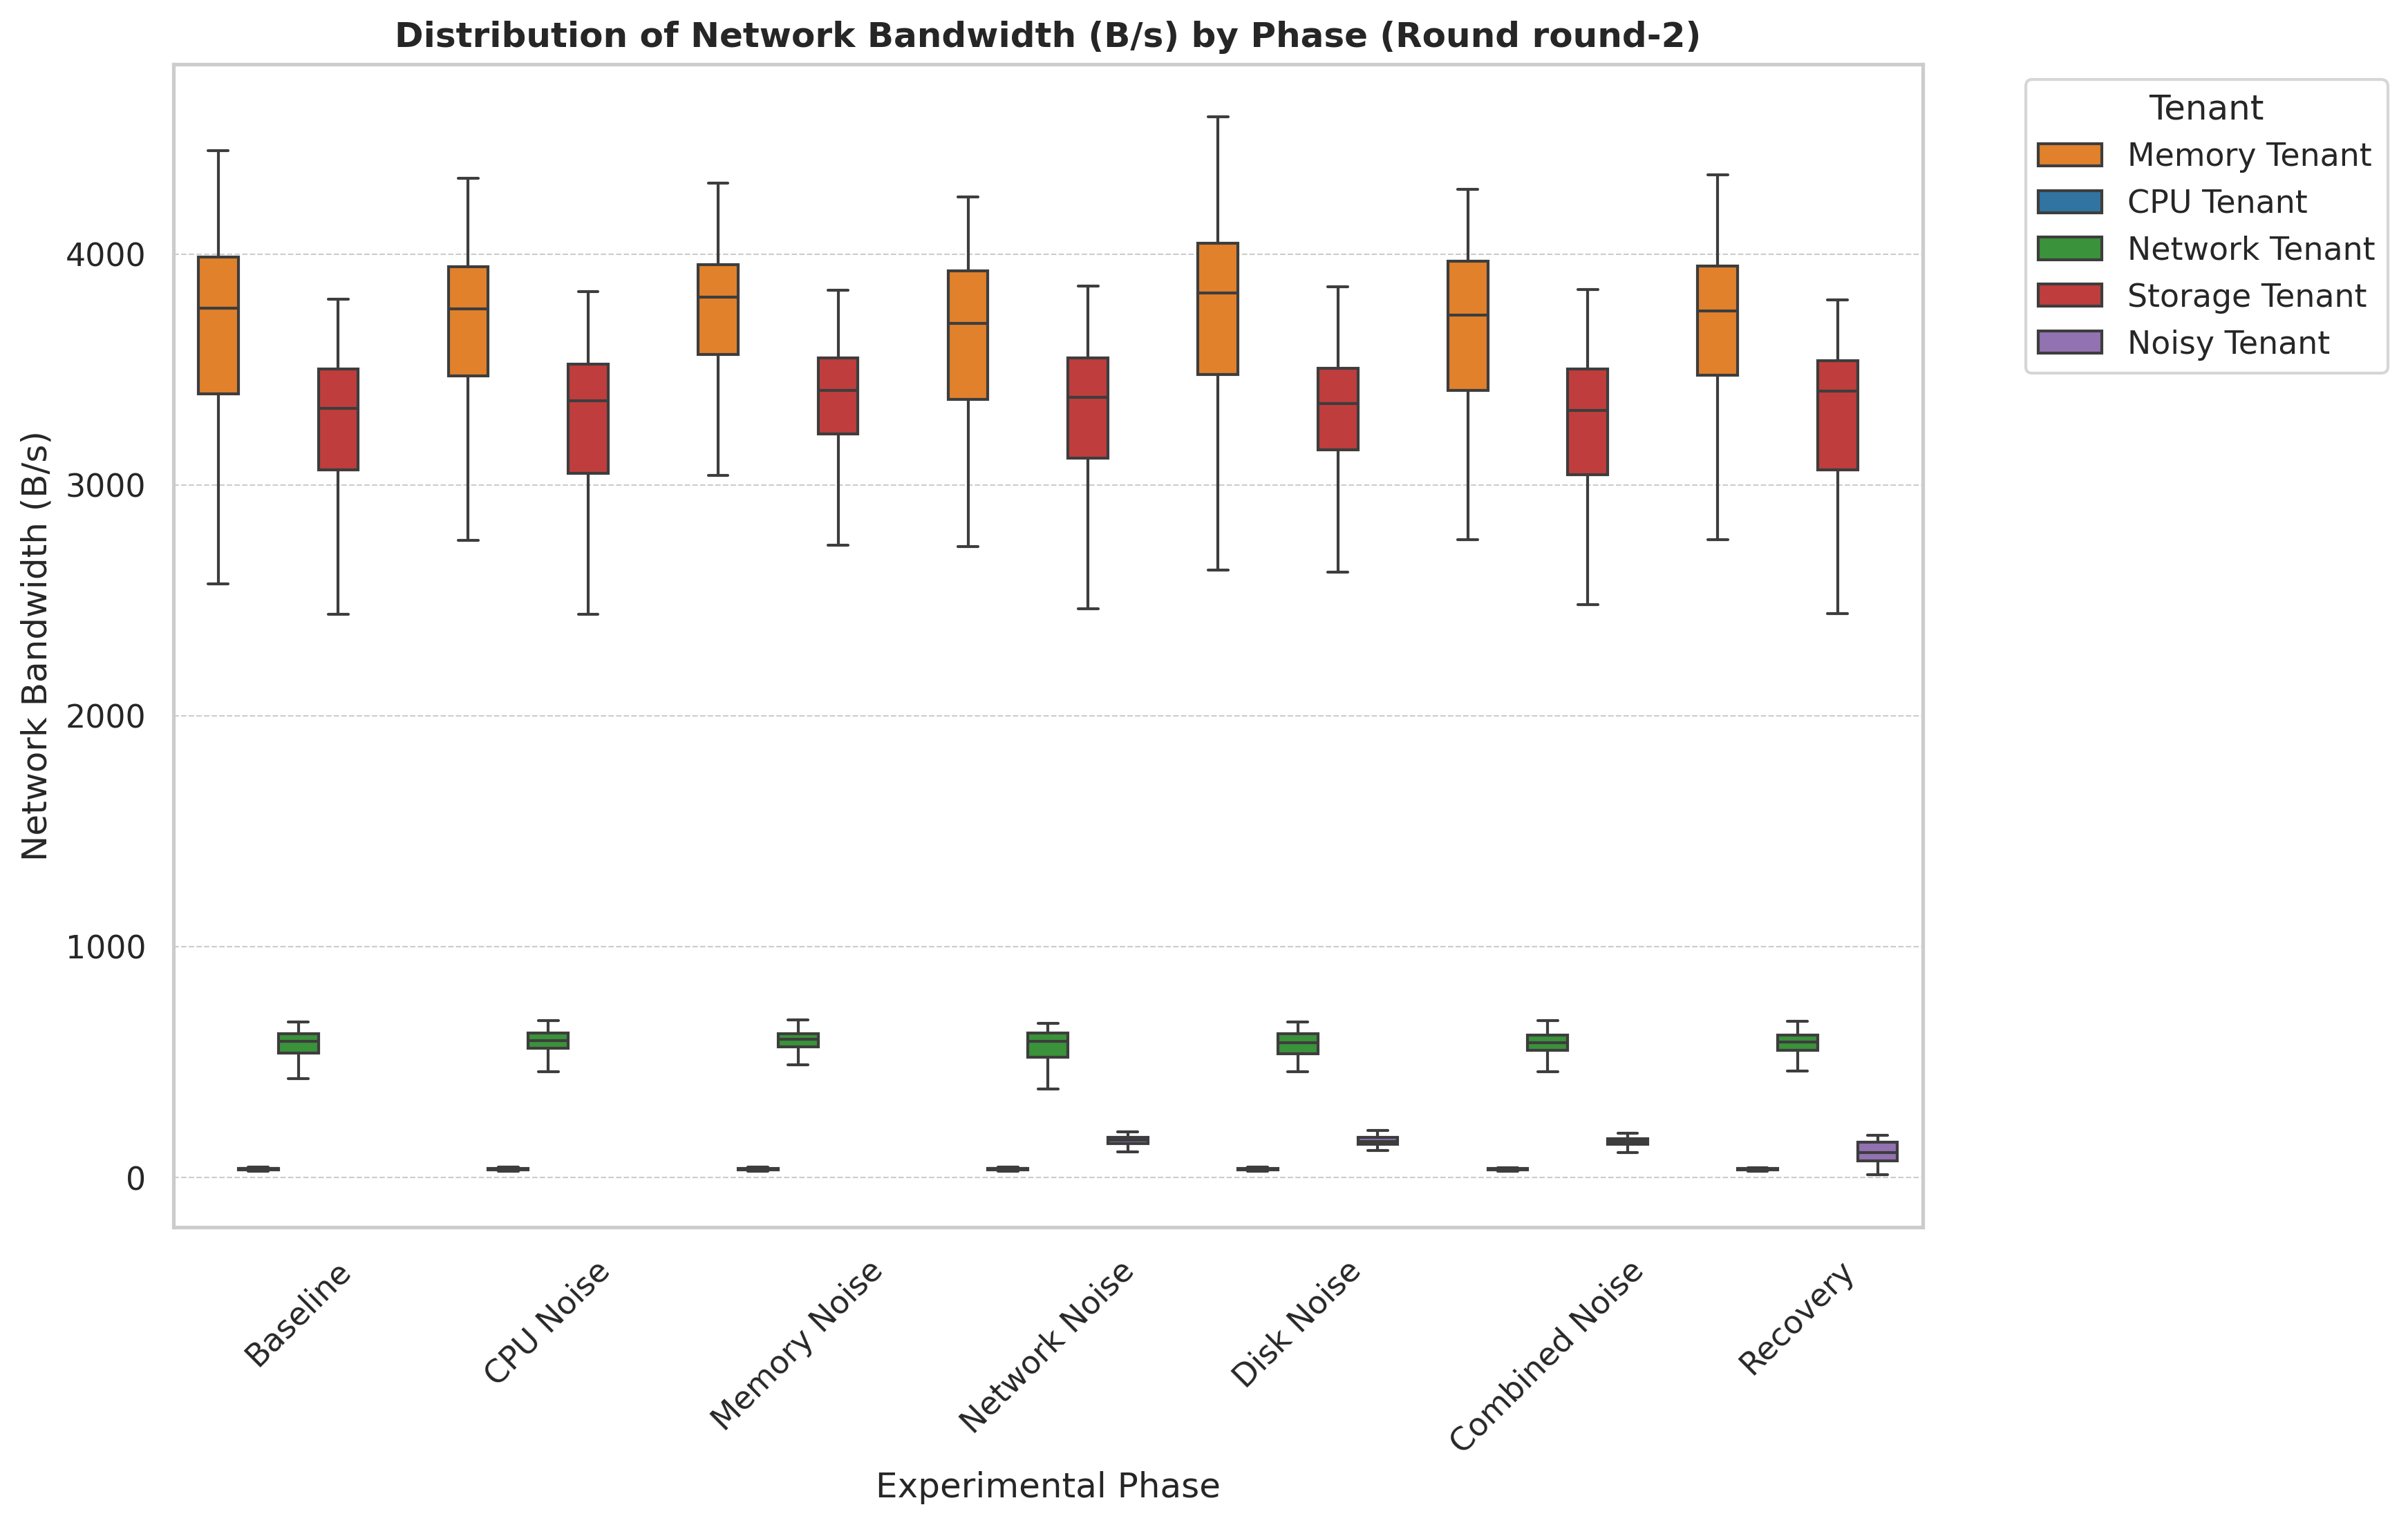 Distribution of Network Bandwidth (B/s) by Phase (Round round-2)
Tenant
Memory Tenant
CPU Tenant
Network Tenant
Storage Tenant
Noisy Tenant
Network Bandwidth (B/s)
4000
3000
2000
1000
0
Baseline
CPU Noise
Memory Noise
Network Noise
Disk Noise
Combined Noise
Recovery
Experimental Phase